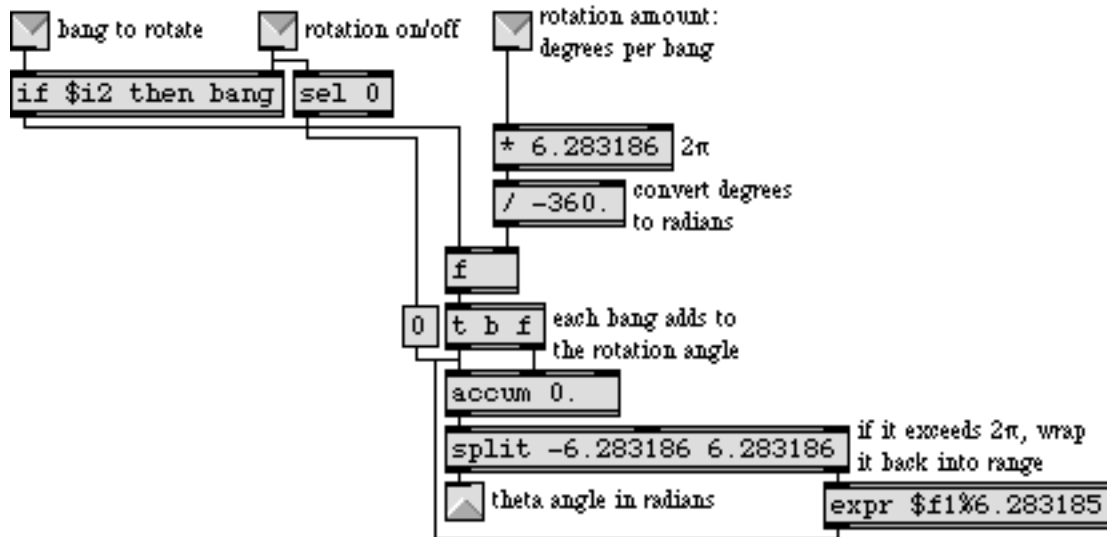 bang to rotate
rotation on/off
rotation amount:
degrees per bang
if $i2 then bang
sel 0
* 6.283186
2π
/ -360.
convert degrees
to radians
f
0
t b f
each bang adds to
the rotation angle
accum 0.
split -6.283186 6.283186
if it exceeds 2π, wrap
it back into range
theta angle in radians
expr $f1%6.283185